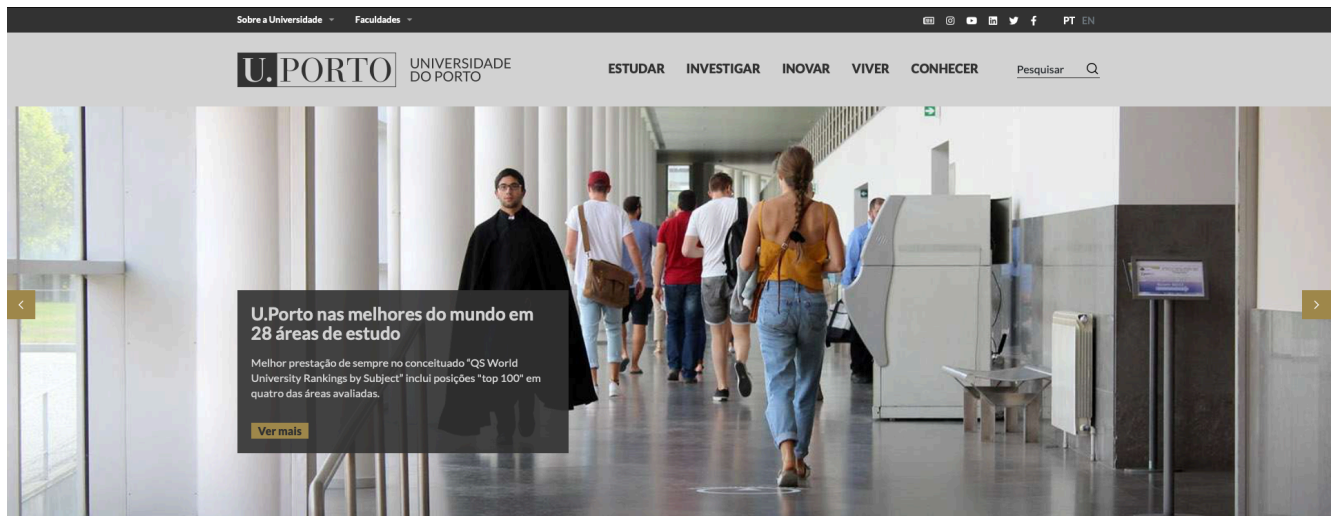 Sobre a Universidade Faculdades PT EN
U.PORTO UNIVERSIDADE
DO PORTO
ESTUDAR INVESTIGAR INOVAR VIVER CONHECER Pesquisar
U.Porto nas melhores do mundo em
28 áreas de estudo
Melhor prestação de sempre no conceituado "QS World
University Rankings by Subject" inclui posições "top 100" em
quatro das áreas avaliadas.
Ver mais